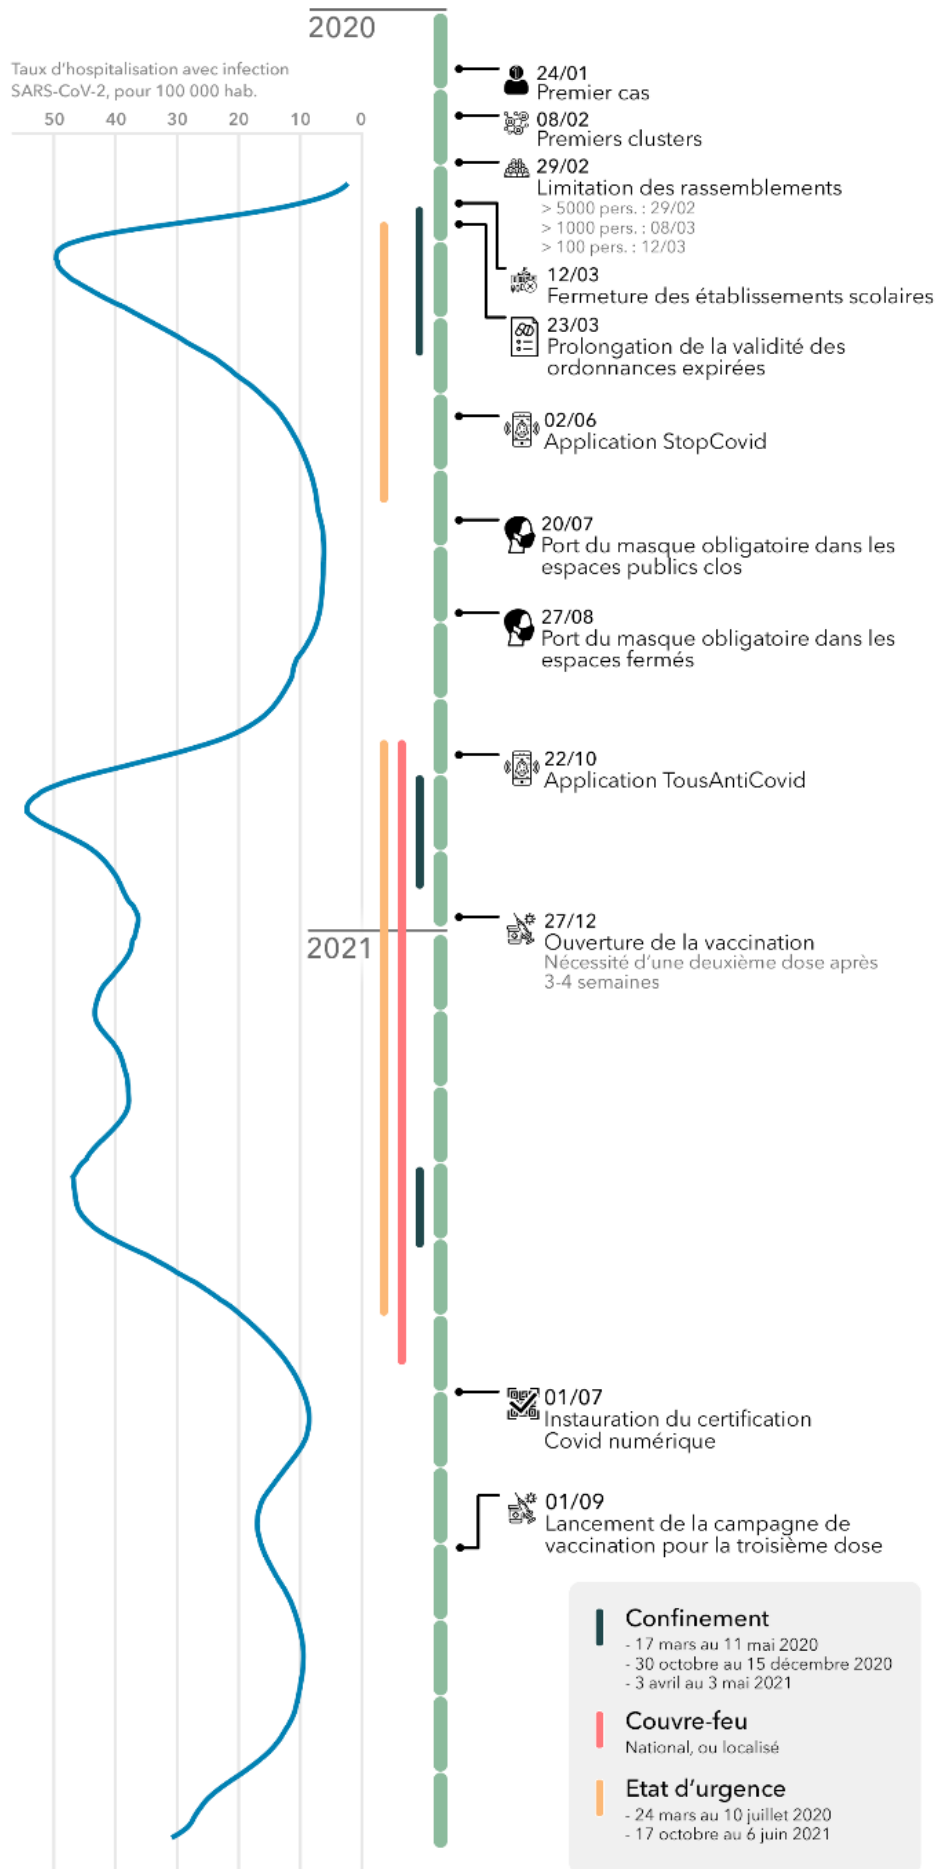 2020
Taux d'hospitalisation avec infection
SARS-CoV-2, pour 100 000 hab.
50 40 30 20 10 0
24/01
Premier cas
08/02
Premiers clusters
29/02
Limitation des rassemblements
> 5000 pers. : 29/02
> 1000 pers. : 08/03
> 100 pers. : 12/03
12/03
Fermeture des établissements scolaires
23/03
Prolongation de la validité des
ordonnances expirées
02/06
Application StopCovid
20/07
Port du masque obligatoire dans les
espaces publics clos
27/08
Port du masque obligatoire dans les
espaces fermés
22/10
Application TousAntiCovid
27/12
Ouverture de la vaccination
Nécessité d'une deuxième dose après
3-4 semaines
2021
01/07
Instauration du certification
Covid numérique
01/09
Lancement de la campagne de
vaccination pour la troisième dose
Confinement
- 17 mars au 11 mai 2020
- 30 octobre au 15 décembre 2020
- 3 avril au 3 mai 2021
Couvre-feu
National, ou localisé
Etat d'urgence
- 24 mars au 10 juillet 2020
- 17 octobre au 6 juin 2021